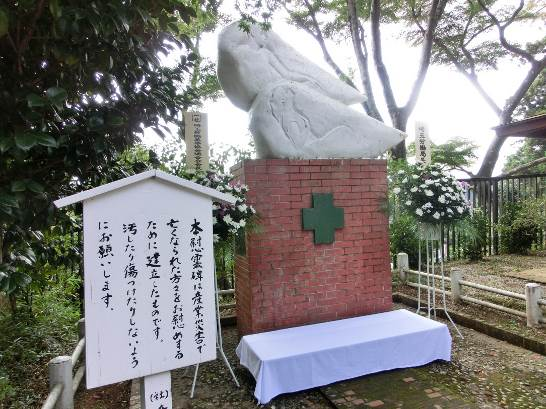 本慰霊碑は産業災害で
亡くなられた方々をお慰めする
ために建立したものです。
汚したり傷つけたりしないよう
にお願いします。
(社)